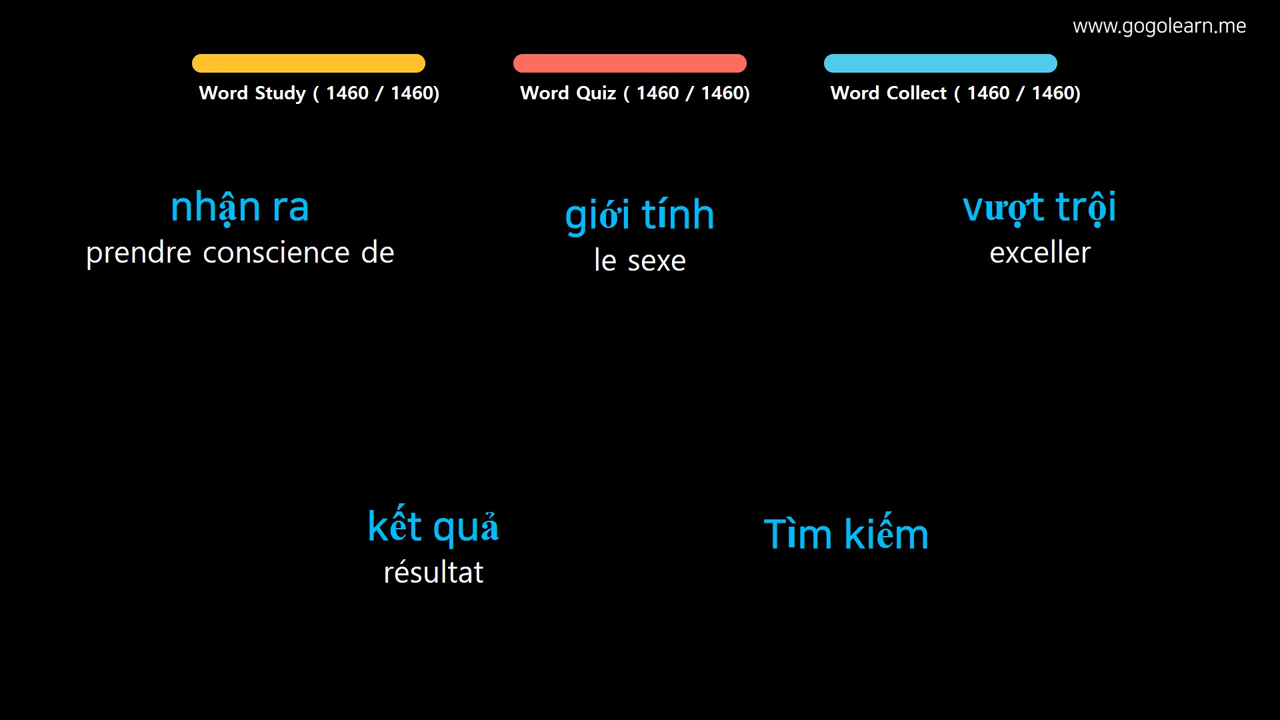 www.gogolearn.me
Word Study ( 1460 / 1460)
Word Quiz ( 1460 / 1460)
Word Collect ( 1460 / 1460)
nhận ra
prendre conscience de
giới tính
le sexe
vượt trội
exceller
kết quả
résultat
Tìm kiếm